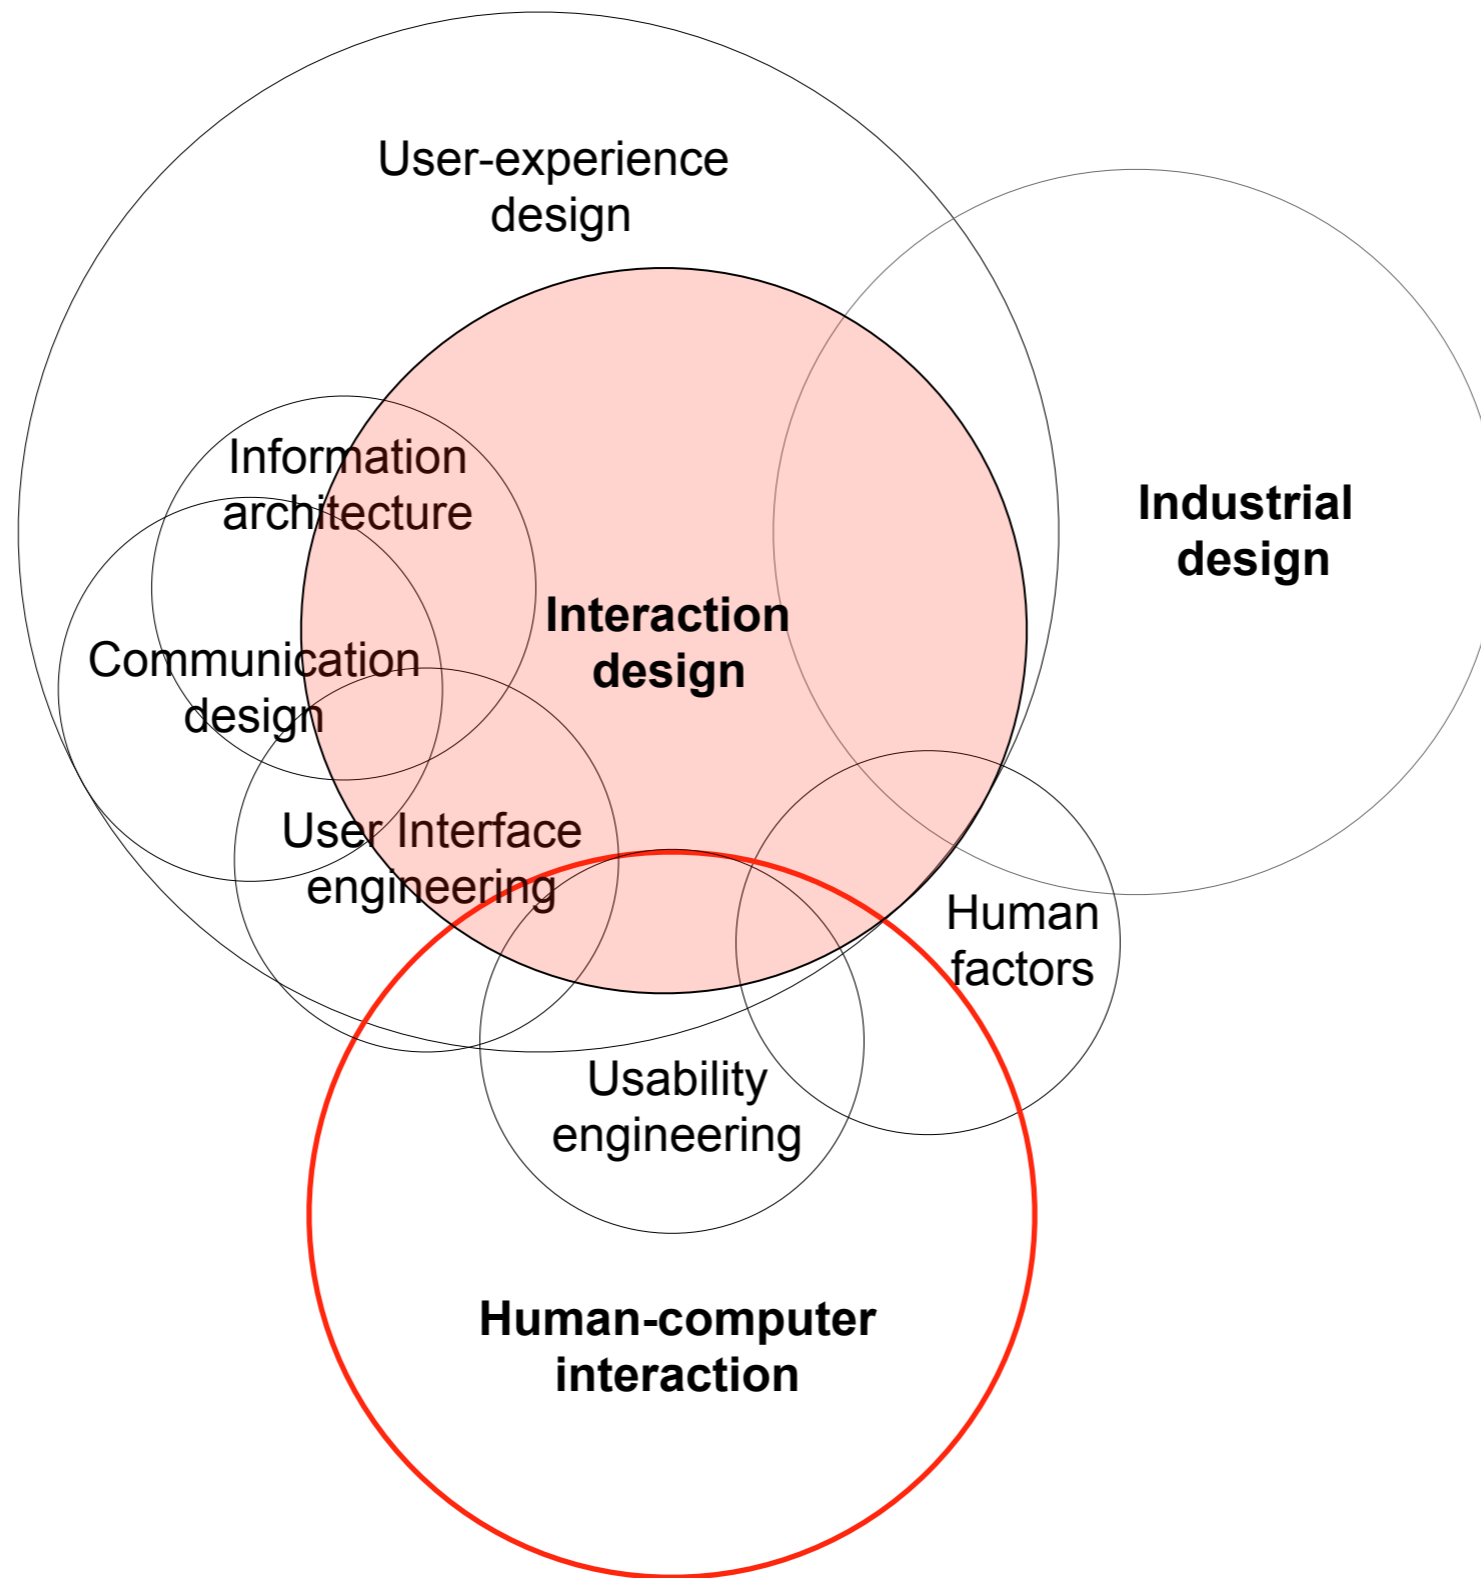 User-experience
design
Information
architecture
Industrial
design
Interaction
design
Communication
design
User Interface
engineering
Human
factors
Usability
engineering
Human-computer
interaction